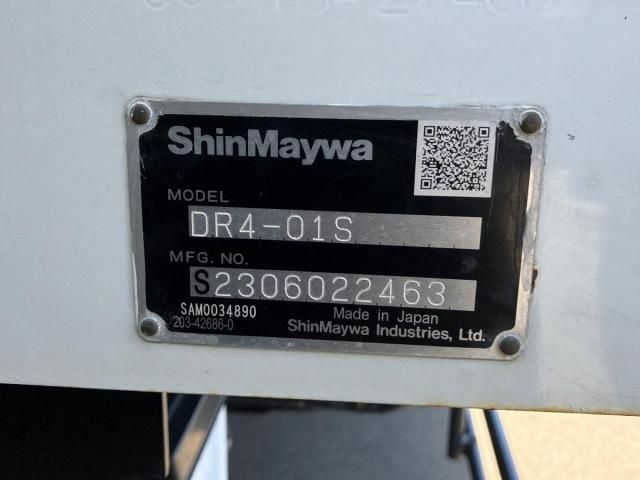 ShinMaywa
MODEL
DR4-01S
MFG. NO.
S2306022463
SAM0034890
203-42686-0
Made in Japan
ShinMaywa Industries, Ltd.